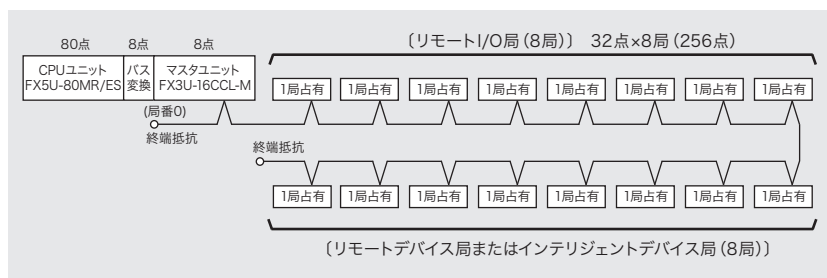 80点 8点 8点
〔リモートI/O局(8局)〕 32点×8局(256点)
CPUユニット
FX5U-80MR/ES
バス
変換
マスタユニット
FX3U-16CCL-M
1局占有 1局占有 1局占有 1局占有 1局占有 1局占有 1局占有 1局占有
(局番0)
終端抵抗
終端抵抗
1局占有 1局占有 1局占有 1局占有 1局占有 1局占有 1局占有 1局占有
〔リモートデバイス局またはインテリジェントデバイス局(8局)〕